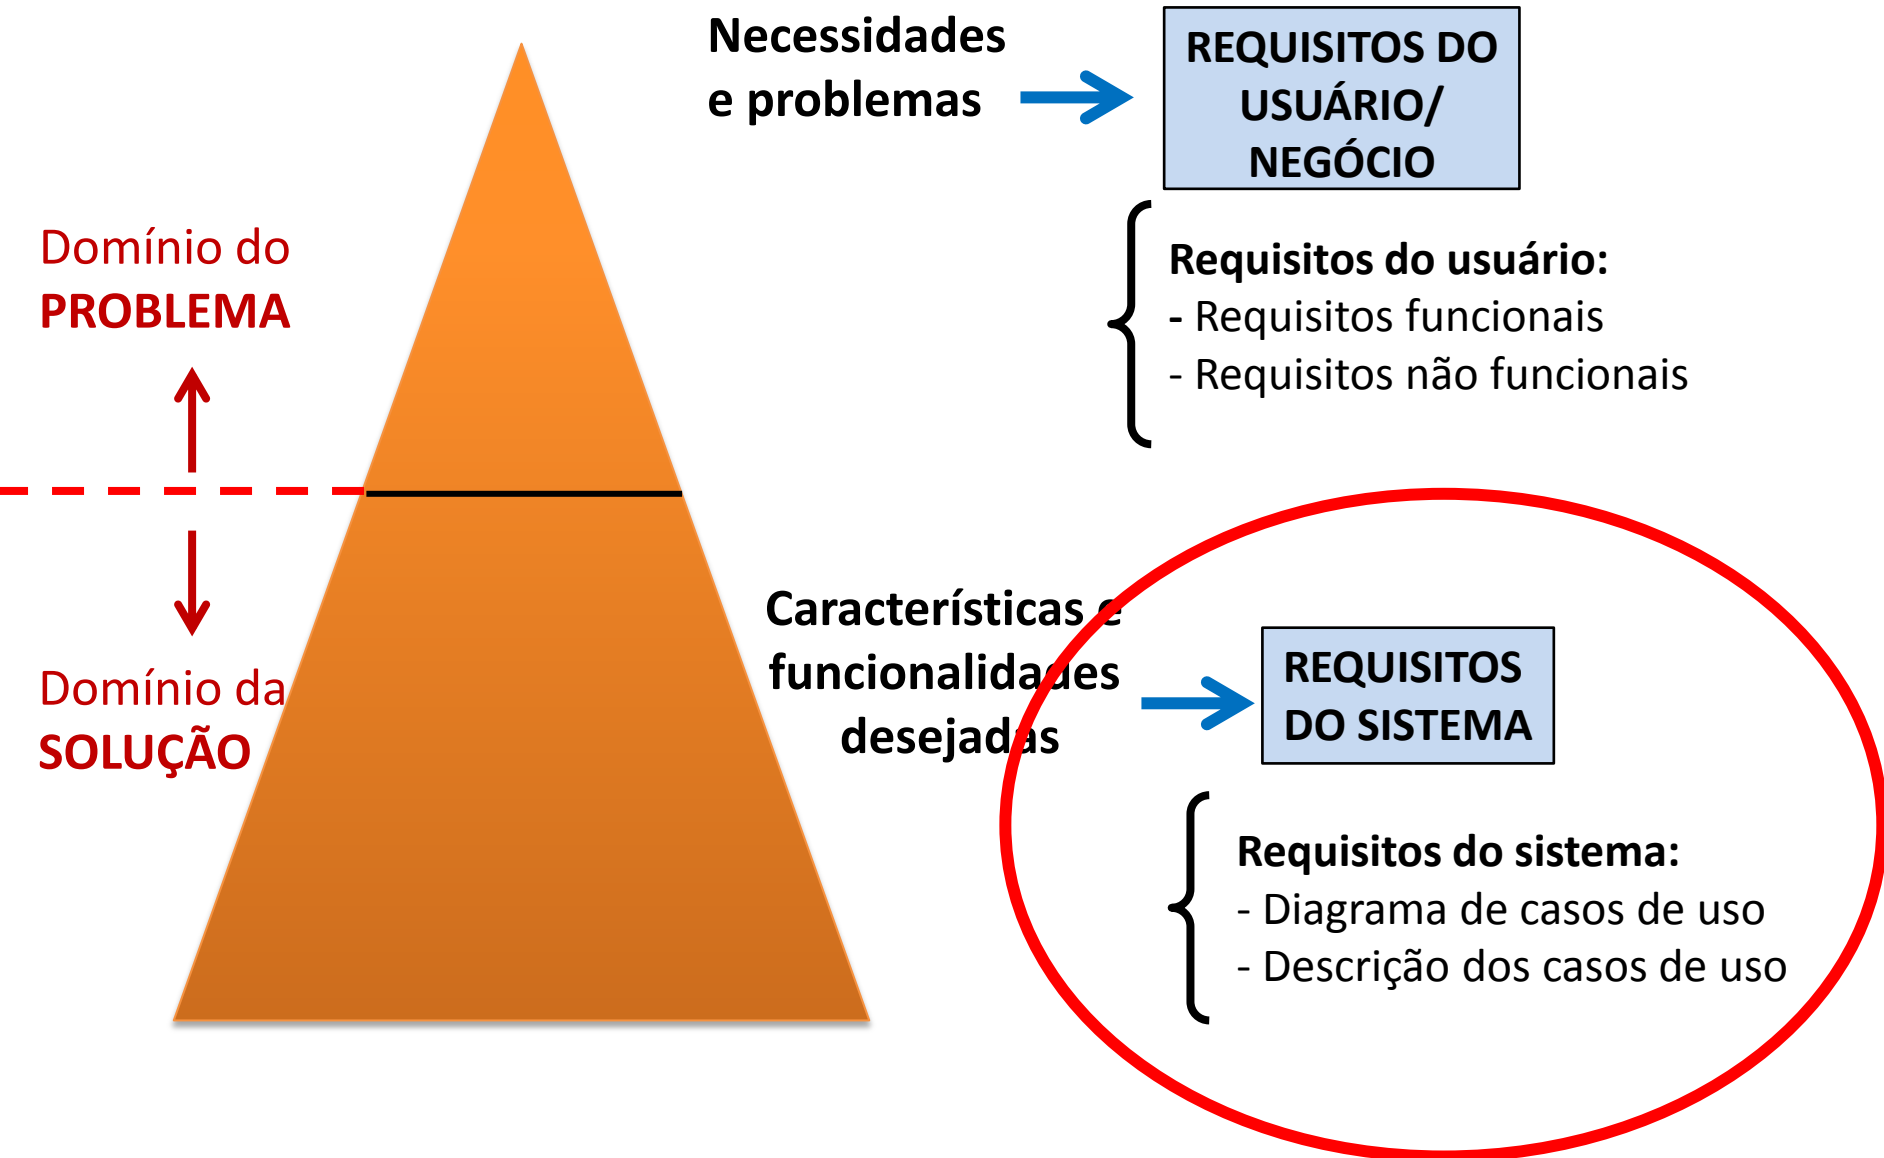 Necessidades
e problemas
REQUISITOS DO
USUÁRIO/
NEGÓCIO
Domínio do
PROBLEMA
Requisitos do usuário:
- Requisitos funcionais
- Requisitos não funcionais
Domínio da
SOLUÇÃO
Características e
funcionalidades
desejadas
REQUISITOS
DO SISTEMA
Requisitos do sistema:
- Diagrama de casos de uso
- Descrição dos casos de uso